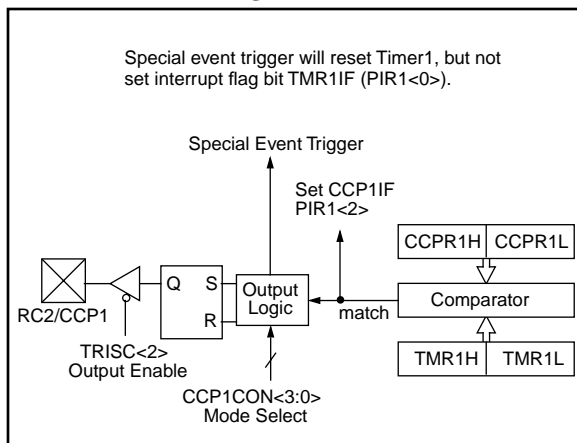 Special event trigger will reset Timer1, but not
set interrupt flag bit TMR1IF (PIR1<0>).
Special Event Trigger
Set CCP1IF
PIR1<2>
CCPR1H CCPR1L
Q S Output
Logic
R
RC2/CCP1
match
Comparator
TRISC<2>
Output Enable
TMR1H TMR1L
CCP1CON<3:0>
Mode Select